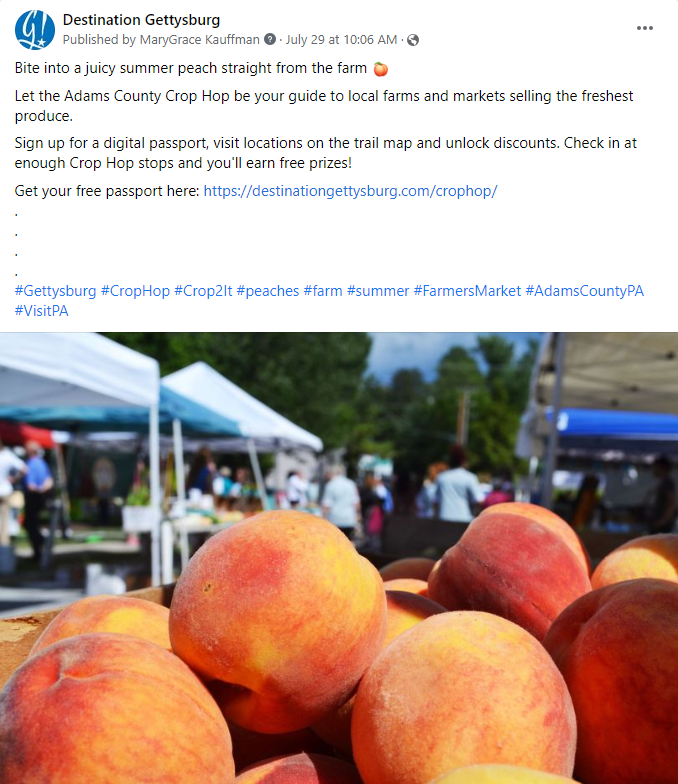 G!
Destination Gettysburg
Published by MaryGrace Kauffman ? · July 29 at 10:06 AM ·
Bite into a juicy summer peach straight from the farm 🍑
Let the Adams County Crop Hop be your guide to local farms and markets selling the freshest
produce.
Sign up for a digital passport, visit locations on the trail map and unlock discounts. Check in at
enough Crop Hop stops and you'll earn free prizes!
Get your free passport here: https://destinationgettysburg.com/crophop/
.
.
.
.
#Gettysburg #CropHop #Crop2It #peaches #farm #summer #FarmersMarket #AdamsCountyPA
#VisitPA